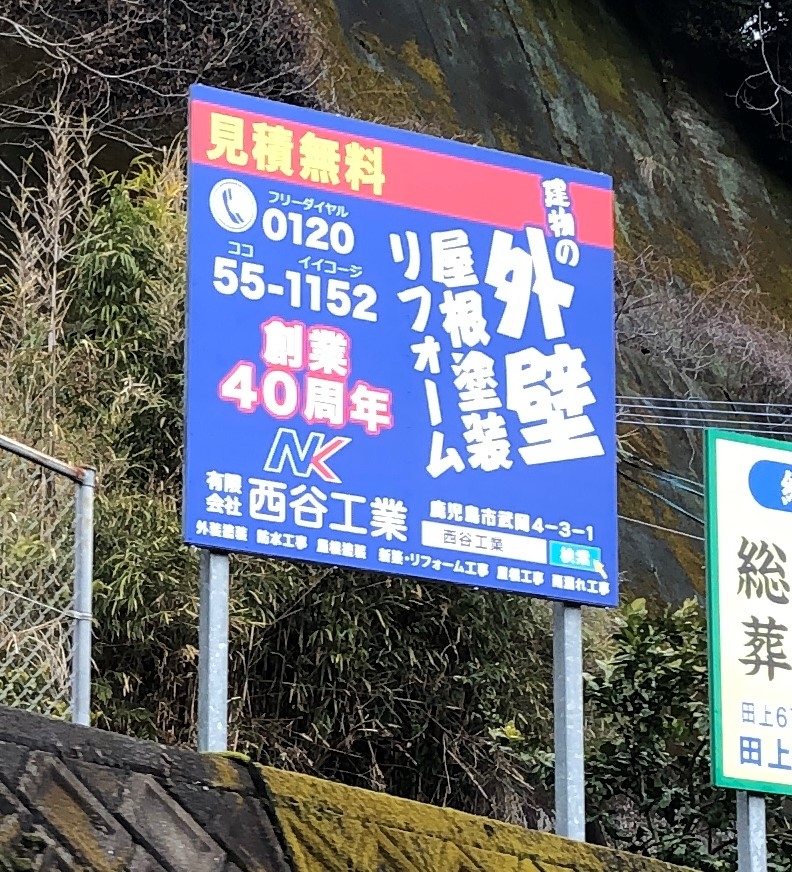 見積無料
フリーダイヤル
0120
ココ イイコージ
55-1152
創業
40周年
建物の
外壁
屋根塗装
リフォーム
NK
有限会社 西谷工業
鹿児島市武岡4-3-1
西谷工業 検索
外装塗装 防水工事 屋根塗装 新築・リフォーム工事 屋根工事 雨漏れ工事
総
葬
田上6
田上